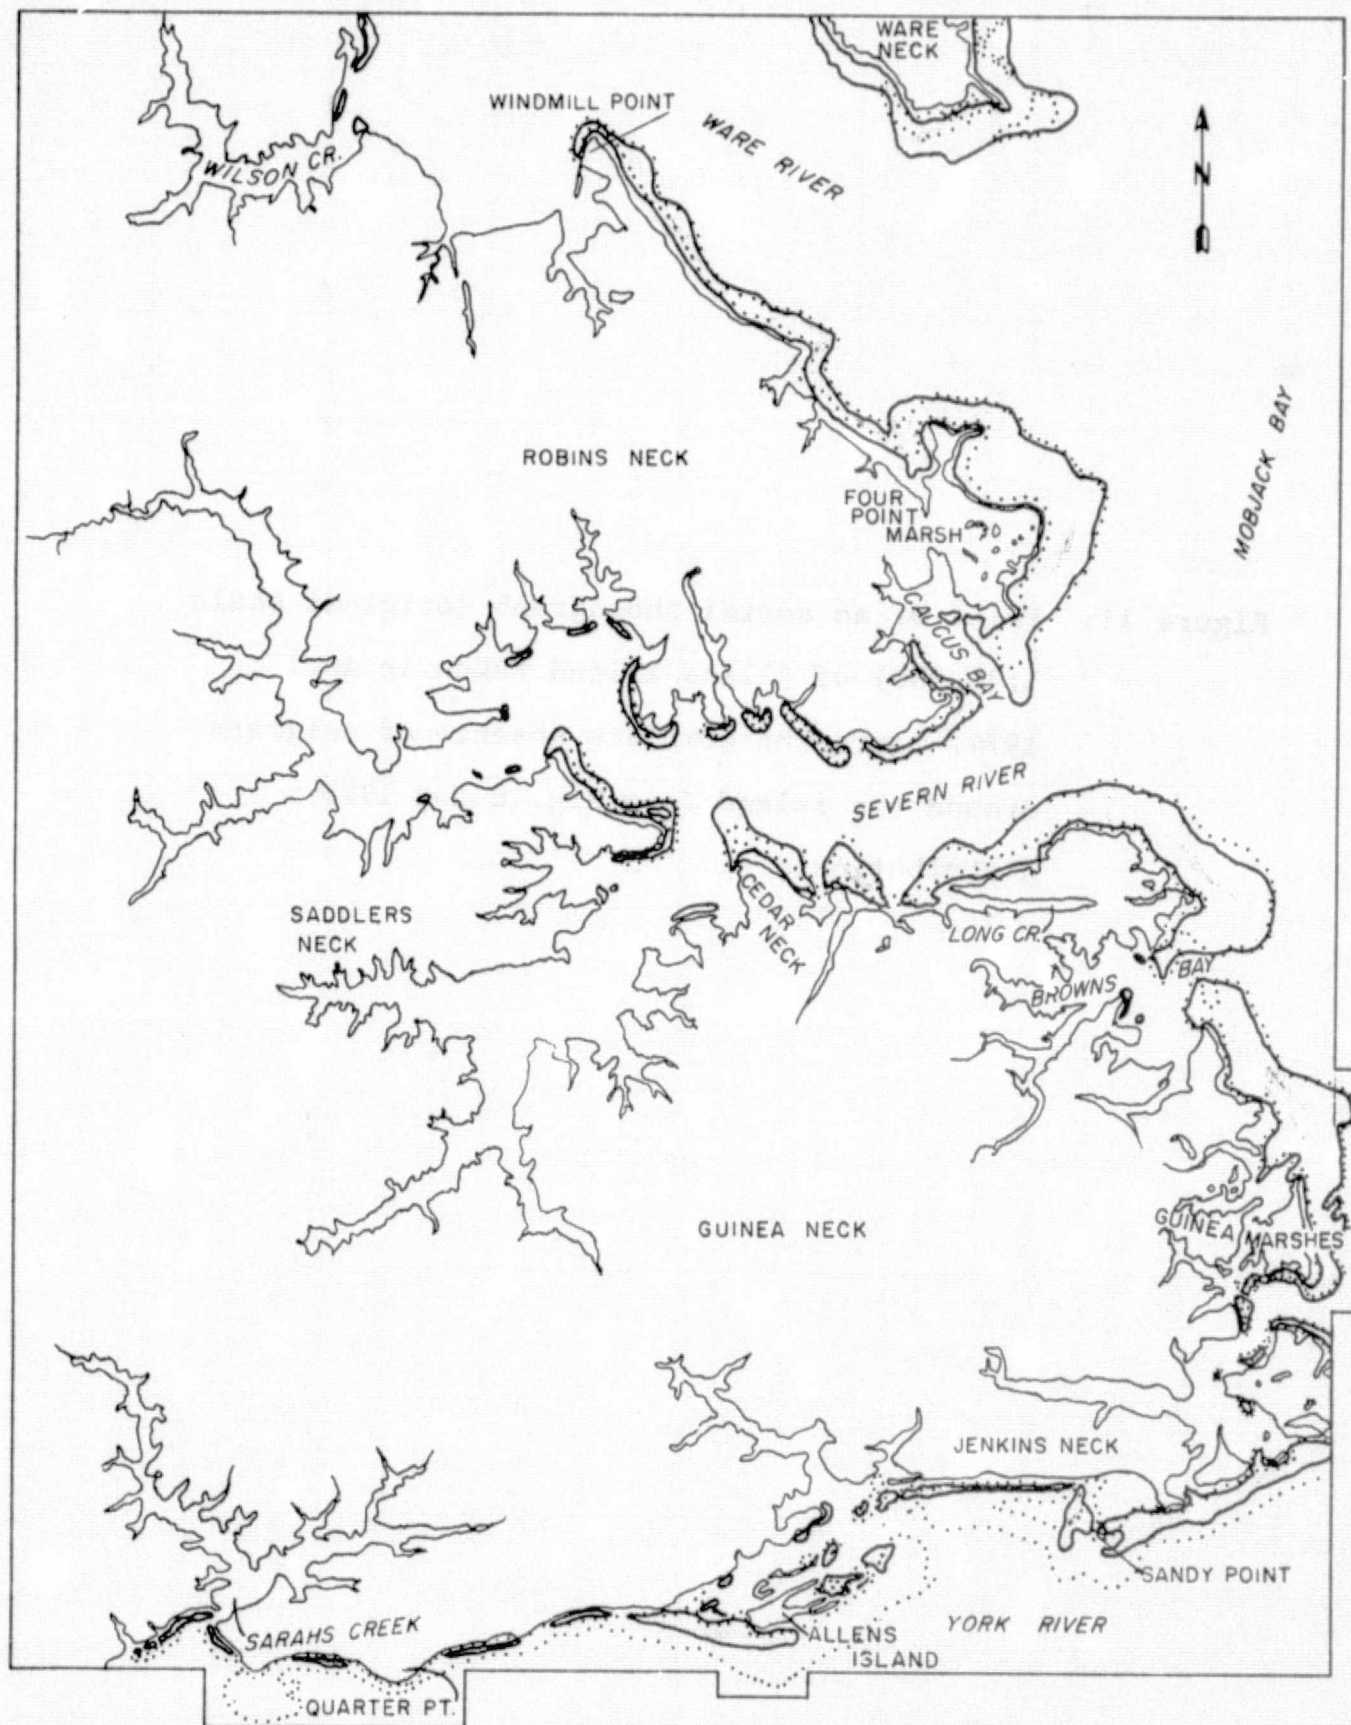 WARE
NECK
WINDMILL POINT
WARE RIVER
N
WILSON CR.
MOBJACK BAY
ROBINS NECK
FOUR
POINT
MARSH
CAUCUS BAY
SEVERN RIVER
SADDLERS
NECK
CEDAR
NECK
LONG CR.
BROWNS
BAY
GUINEA NECK
GUINEA MARSHES
JENKINS NECK
SANDY POINT
SARAHS CREEK
YORK RIVER
ALLENS
ISLAND
QUARTER PT.